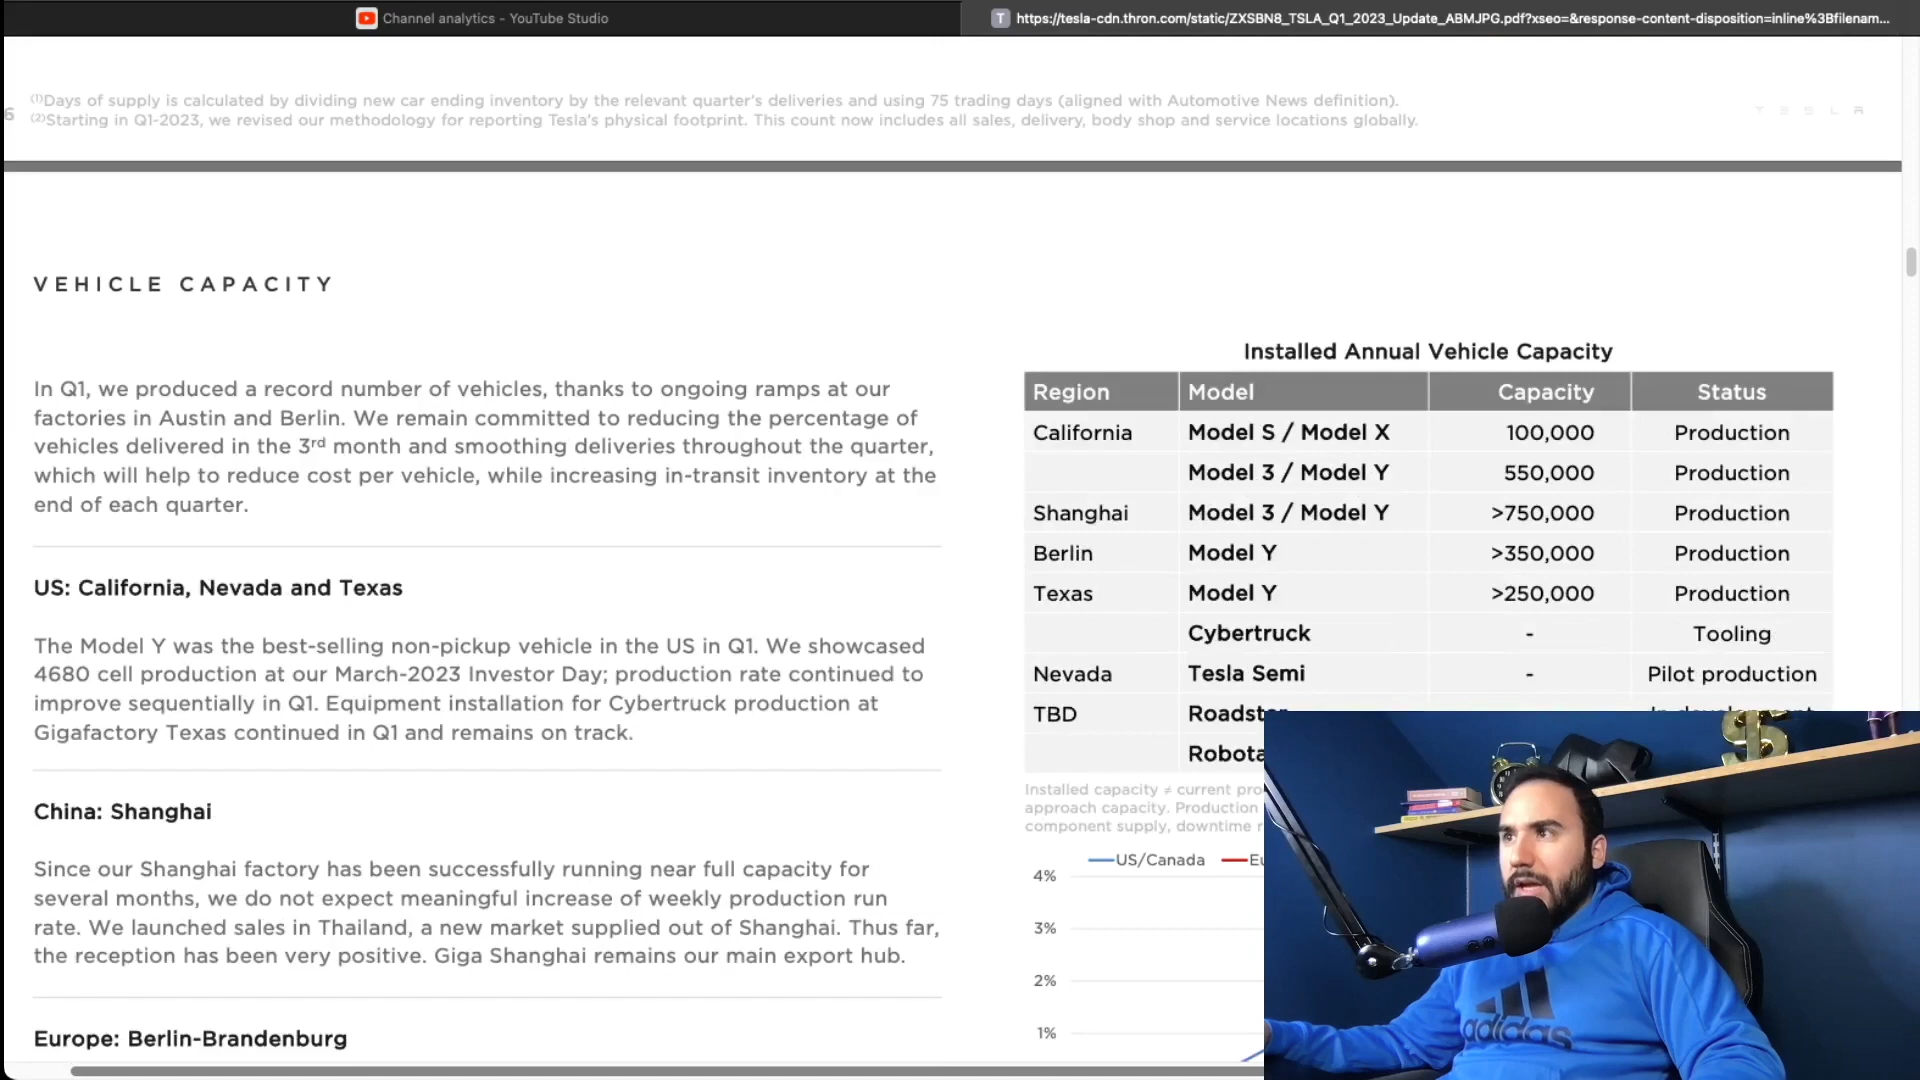 Channel analytics - YouTube Studio
T https://tesla-cdn.thron.com/static/ZXSBN8_TSLA_Q1_2023_Update_ABMJPG.pdf?xseo=&response-content-disposition=inline%3Bfilenam...
6
⁽¹⁾Days of supply is calculated by dividing new car ending inventory by the relevant quarter's deliveries and using 75 trading days (aligned with Automotive News definition).
⁽²⁾Starting in Q1-2023, we revised our methodology for reporting Tesla's physical footprint. This count now includes all sales, delivery, body shop and service locations globally.
TESLA
VEHICLE CAPACITY
In Q1, we produced a record number of vehicles, thanks to ongoing ramps at our
factories in Austin and Berlin. We remain committed to reducing the percentage of
vehicles delivered in the 3ʳᵈ month and smoothing deliveries throughout the quarter,
which will help to reduce cost per vehicle, while increasing in-transit inventory at the
end of each quarter.
US: California, Nevada and Texas
The Model Y was the best-selling non-pickup vehicle in the US in Q1. We showcased
4680 cell production at our March-2023 Investor Day; production rate continued to
improve sequentially in Q1. Equipment installation for Cybertruck production at
Gigafactory Texas continued in Q1 and remains on track.
China: Shanghai
Since our Shanghai factory has been successfully running near full capacity for
several months, we do not expect meaningful increase of weekly production run
rate. We launched sales in Thailand, a new market supplied out of Shanghai. Thus far,
the reception has been very positive. Giga Shanghai remains our main export hub.
Europe: Berlin-Brandenburg
Installed Annual Vehicle Capacity
Region Model Capacity Status
California Model S / Model X 100,000 Production
Model 3 / Model Y 550,000 Production
Shanghai Model 3 / Model Y >750,000 Production
Berlin Model Y >350,000 Production
Texas Model Y >250,000 Production
Cybertruck - Tooling
Nevada Tesla Semi - Pilot production
TBD
Installed capacity ≠ current
approach capacity. Production
component supply, downtime
US/Canada
4%
3%
2%
1%
adidas